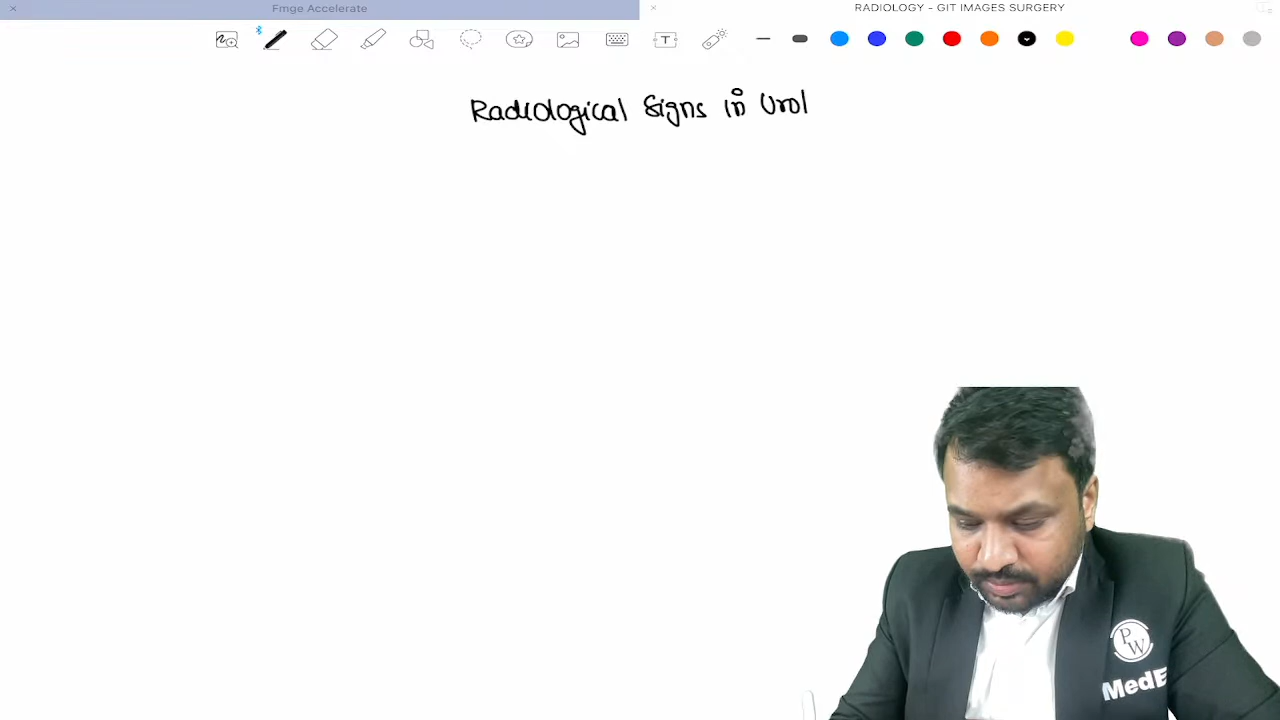 Fmge Accelerate
RADIOLOGY - GIT IMAGES SURGERY
T
Radiological Signs in Urol
PW
MedE